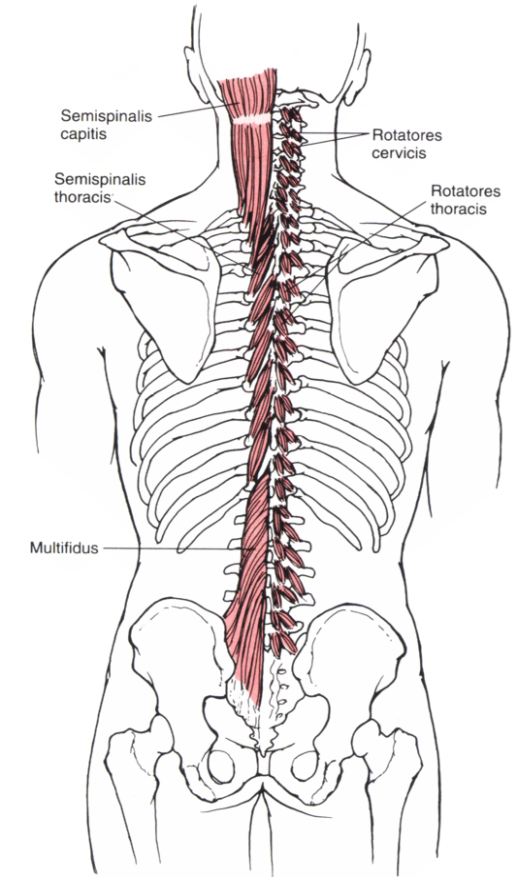 Semispinalis
capitis
Rotatores
cervicis
Semispinalis
thoracis
Rotatores
thoracis
Multifidus